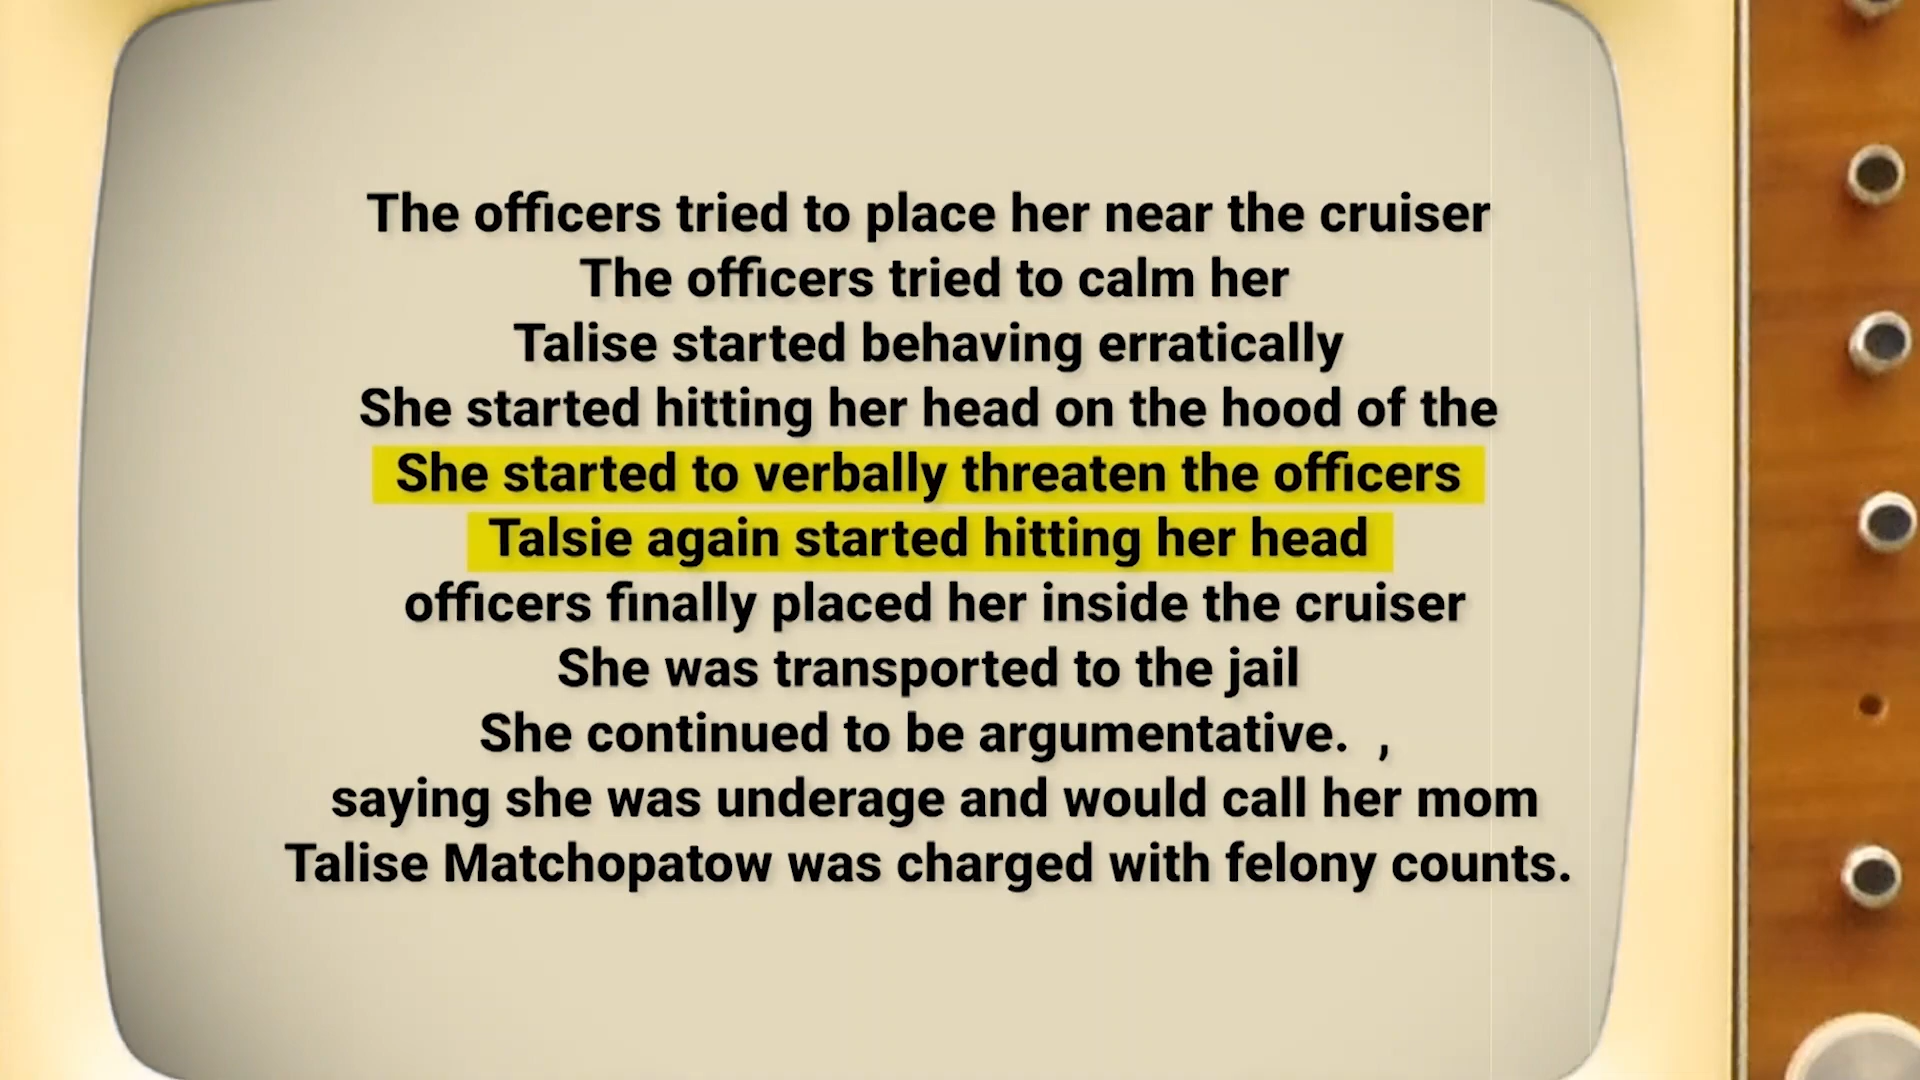 The officers tried to place her near the cruiser
The officers tried to calm her
Talise started behaving erratically
She started hitting her head on the hood of the
She started to verbally threaten the officers
Talsie again started hitting her head
officers finally placed her inside the cruiser
She was transported to the jail
She continued to be argumentative.  ,
saying she was underage and would call her mom
Talise Matchopatow was charged with felony counts.